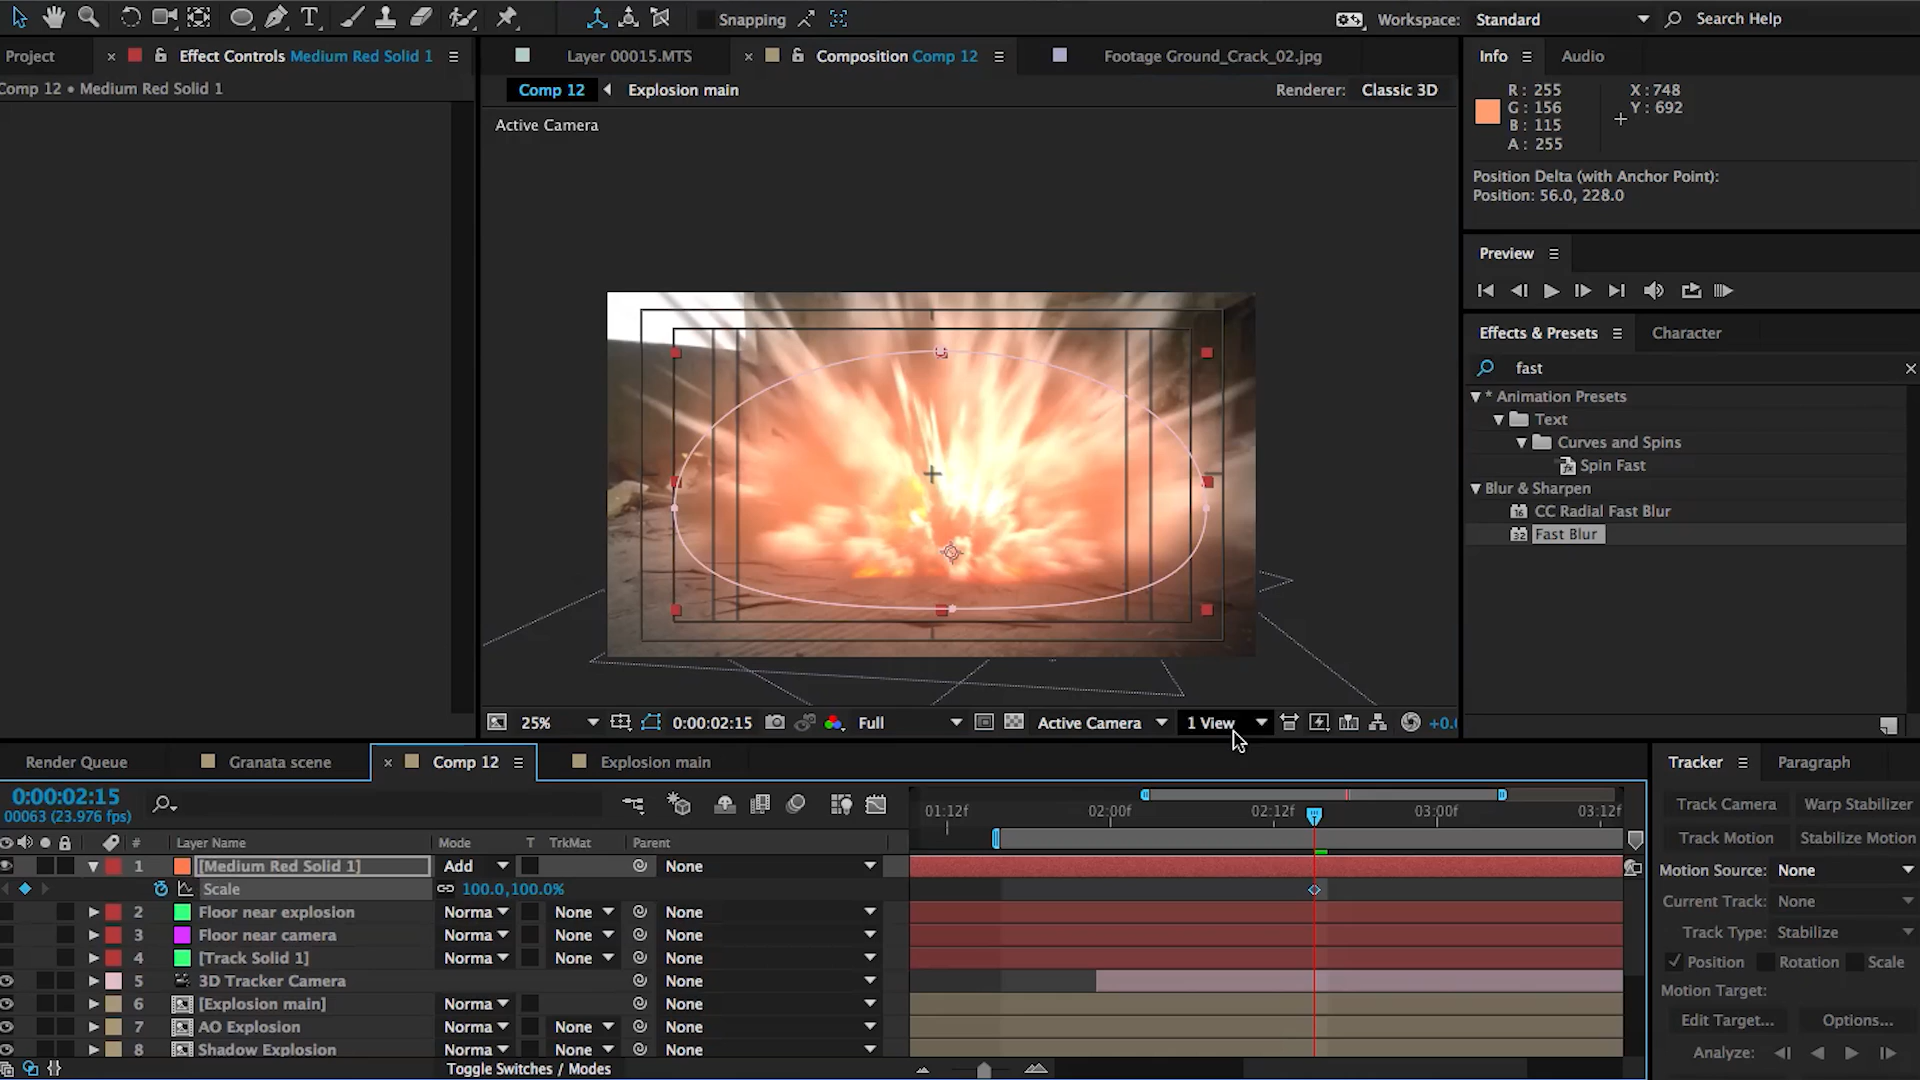 Snapping
Workspace: Standard
Search Help
Project
Effect Controls Medium Red Solid 1
Layer 00015.MTS
Composition Comp 12
Footage Ground_Crack_02.jpg
Info
Audio
Comp 12 • Medium Red Solid 1
Comp 12
Explosion main
Renderer: Classic 3D
R : 255
G : 156
B : 115
A : 255
X : 748
Y : 692
Active Camera
Position Delta (with Anchor Point):
Position: 56.0, 228.0
Preview
Effects & Presets
Character
fast
* Animation Presets
Text
Curves and Spins
Spin Fast
Blur & Sharpen
CC Radial Fast Blur
Fast Blur
25%
0:00:02:15
Full
Active Camera
1 View
+0.0
Render Queue
Granata scene
Comp 12
Explosion main
Tracker
Paragraph
0:00:02:15
00063 (23.976 fps)
01:12f
02:00f
02:12f
03:00f
03:12f
Track Camera
Warp Stabilizer
Track Motion
Stabilize Motion
# Layer Name Mode T TrkMat Parent
1 [Medium Red Solid 1] Add None
Scale 100.0,100.0%
2 Floor near explosion Norma None None
3 Floor near camera Norma None None
4 [Track Solid 1] Norma None None
5 3D Tracker Camera None
6 [Explosion main] Norma None
7 AO Explosion Norma None None
8 Shadow Explosion Norma None None
Toggle Switches / Modes
Motion Source: None
Current Track: None
Track Type: Stabilize
Position Rotation Scale
Motion Target:
Edit Target... Options...
Analyze: